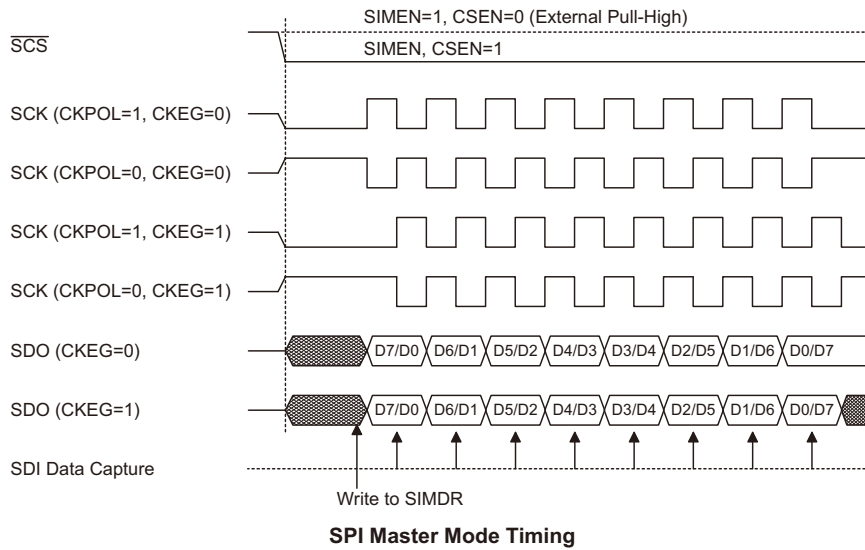 SIMEN=1, CSEN=0 (External Pull-High)
SCS
SIMEN, CSEN=1
SCK (CKPOL=1, CKEG=0)
SCK (CKPOL=0, CKEG=0)
SCK (CKPOL=1, CKEG=1)
SCK (CKPOL=0, CKEG=1)
SDO (CKEG=0) D7/D0 D6/D1 D5/D2 D4/D3 D3/D4 D2/D5 D1/D6 D0/D7
SDO (CKEG=1) D7/D0 D6/D1 D5/D2 D4/D3 D3/D4 D2/D5 D1/D6 D0/D7
SDI Data Capture
Write to SIMDR
SPI Master Mode Timing